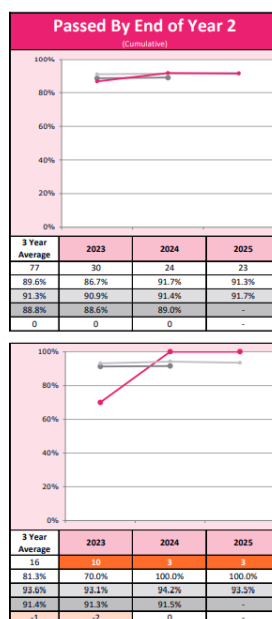 Passed By End of Year 2
(Cumulative)
100%
80%
60%
40%
20%
0%
3 Year Average 2023 2024 2025
77 30 24 23
89.6% 86.7% 91.7% 91.3%
91.3% 90.9% 91.4% 91.7%
88.8% 88.6% 89.0% -
0 0 0 -
100%
80%
60%
40%
20%
0%
3 Year Average 2023 2024 2025
16 10 3 3
81.3% 70.0% 100.0% 100.0%
93.6% 93.1% 94.2% 93.5%
91.4% 91.3% 91.5% -
-1 -2 0 -